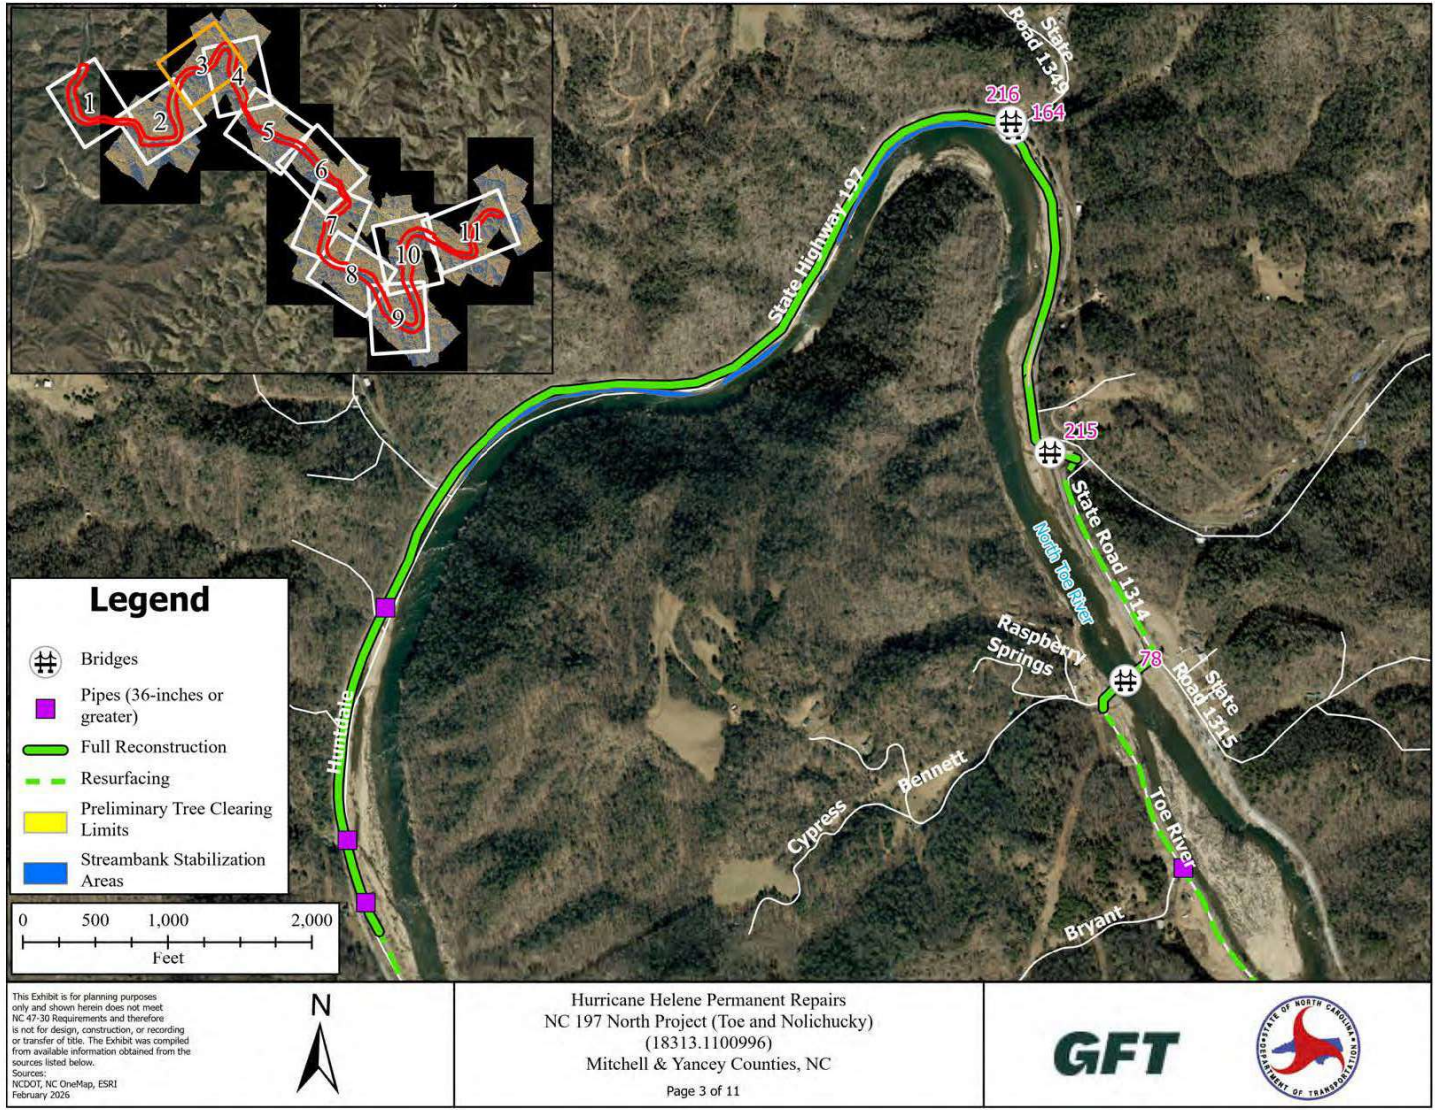 1
2
3
4
5
6
7
8
9
10
11
State
Road 1349
216
164
State Highway 197
215
State Road 1314
North Toe River
Raspberry
Springs
78
State
Road 1315
Huntdale
Bennett
Cypress
Toe River
Bryant
Legend
Bridges
Pipes (36-inches or
greater)
Full Reconstruction
Resurfacing
Preliminary Tree Clearing
Limits
Streambank Stabilization
Areas
0 500 1,000 2,000
Feet
This Exhibit is for planning purposes
only and shown herein does not meet
NC 47-30 Requirements and therefore
is not for design, construction, or recording
or transfer of title. The Exhibit was compiled
from available information obtained from the
sources listed below.
Sources:
NCDOT, NC OneMap, ESRI
February 2026
N
Hurricane Helene Permanent Repairs
NC 197 North Project (Toe and Nolichucky)
(18313.1100996)
Mitchell & Yancey Counties, NC
Page 3 of 11
GFT
STATE OF NORTH CAROLINA
DEPARTMENT OF TRANSPORTATION